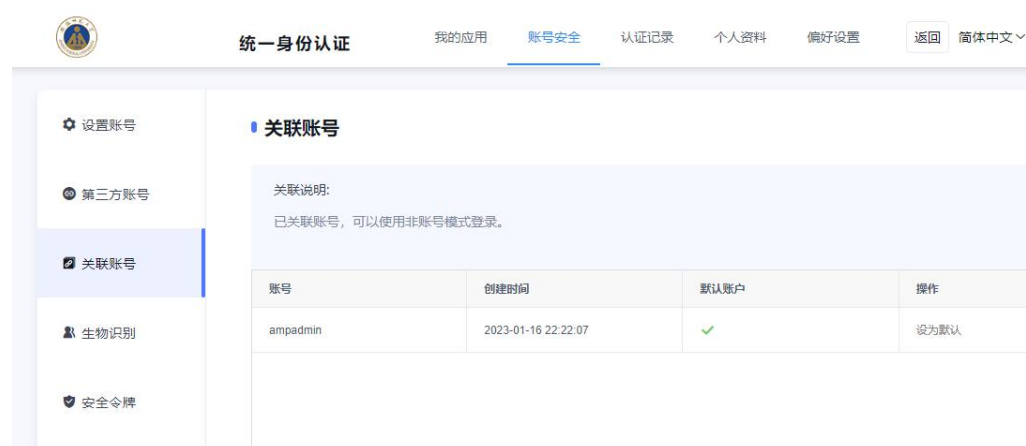 统一身份认证
我的应用 账号安全 认证记录 个人资料 偏好设置 返回 简体中文
设置账号
第三方账号
关联账号
生物识别
安全令牌
关联账号
关联说明:
已关联账号，可以使用非账号模式登录。
账号 创建时间 默认账户 操作
ampadmin 2023-01-16 22:22:07 设为默认